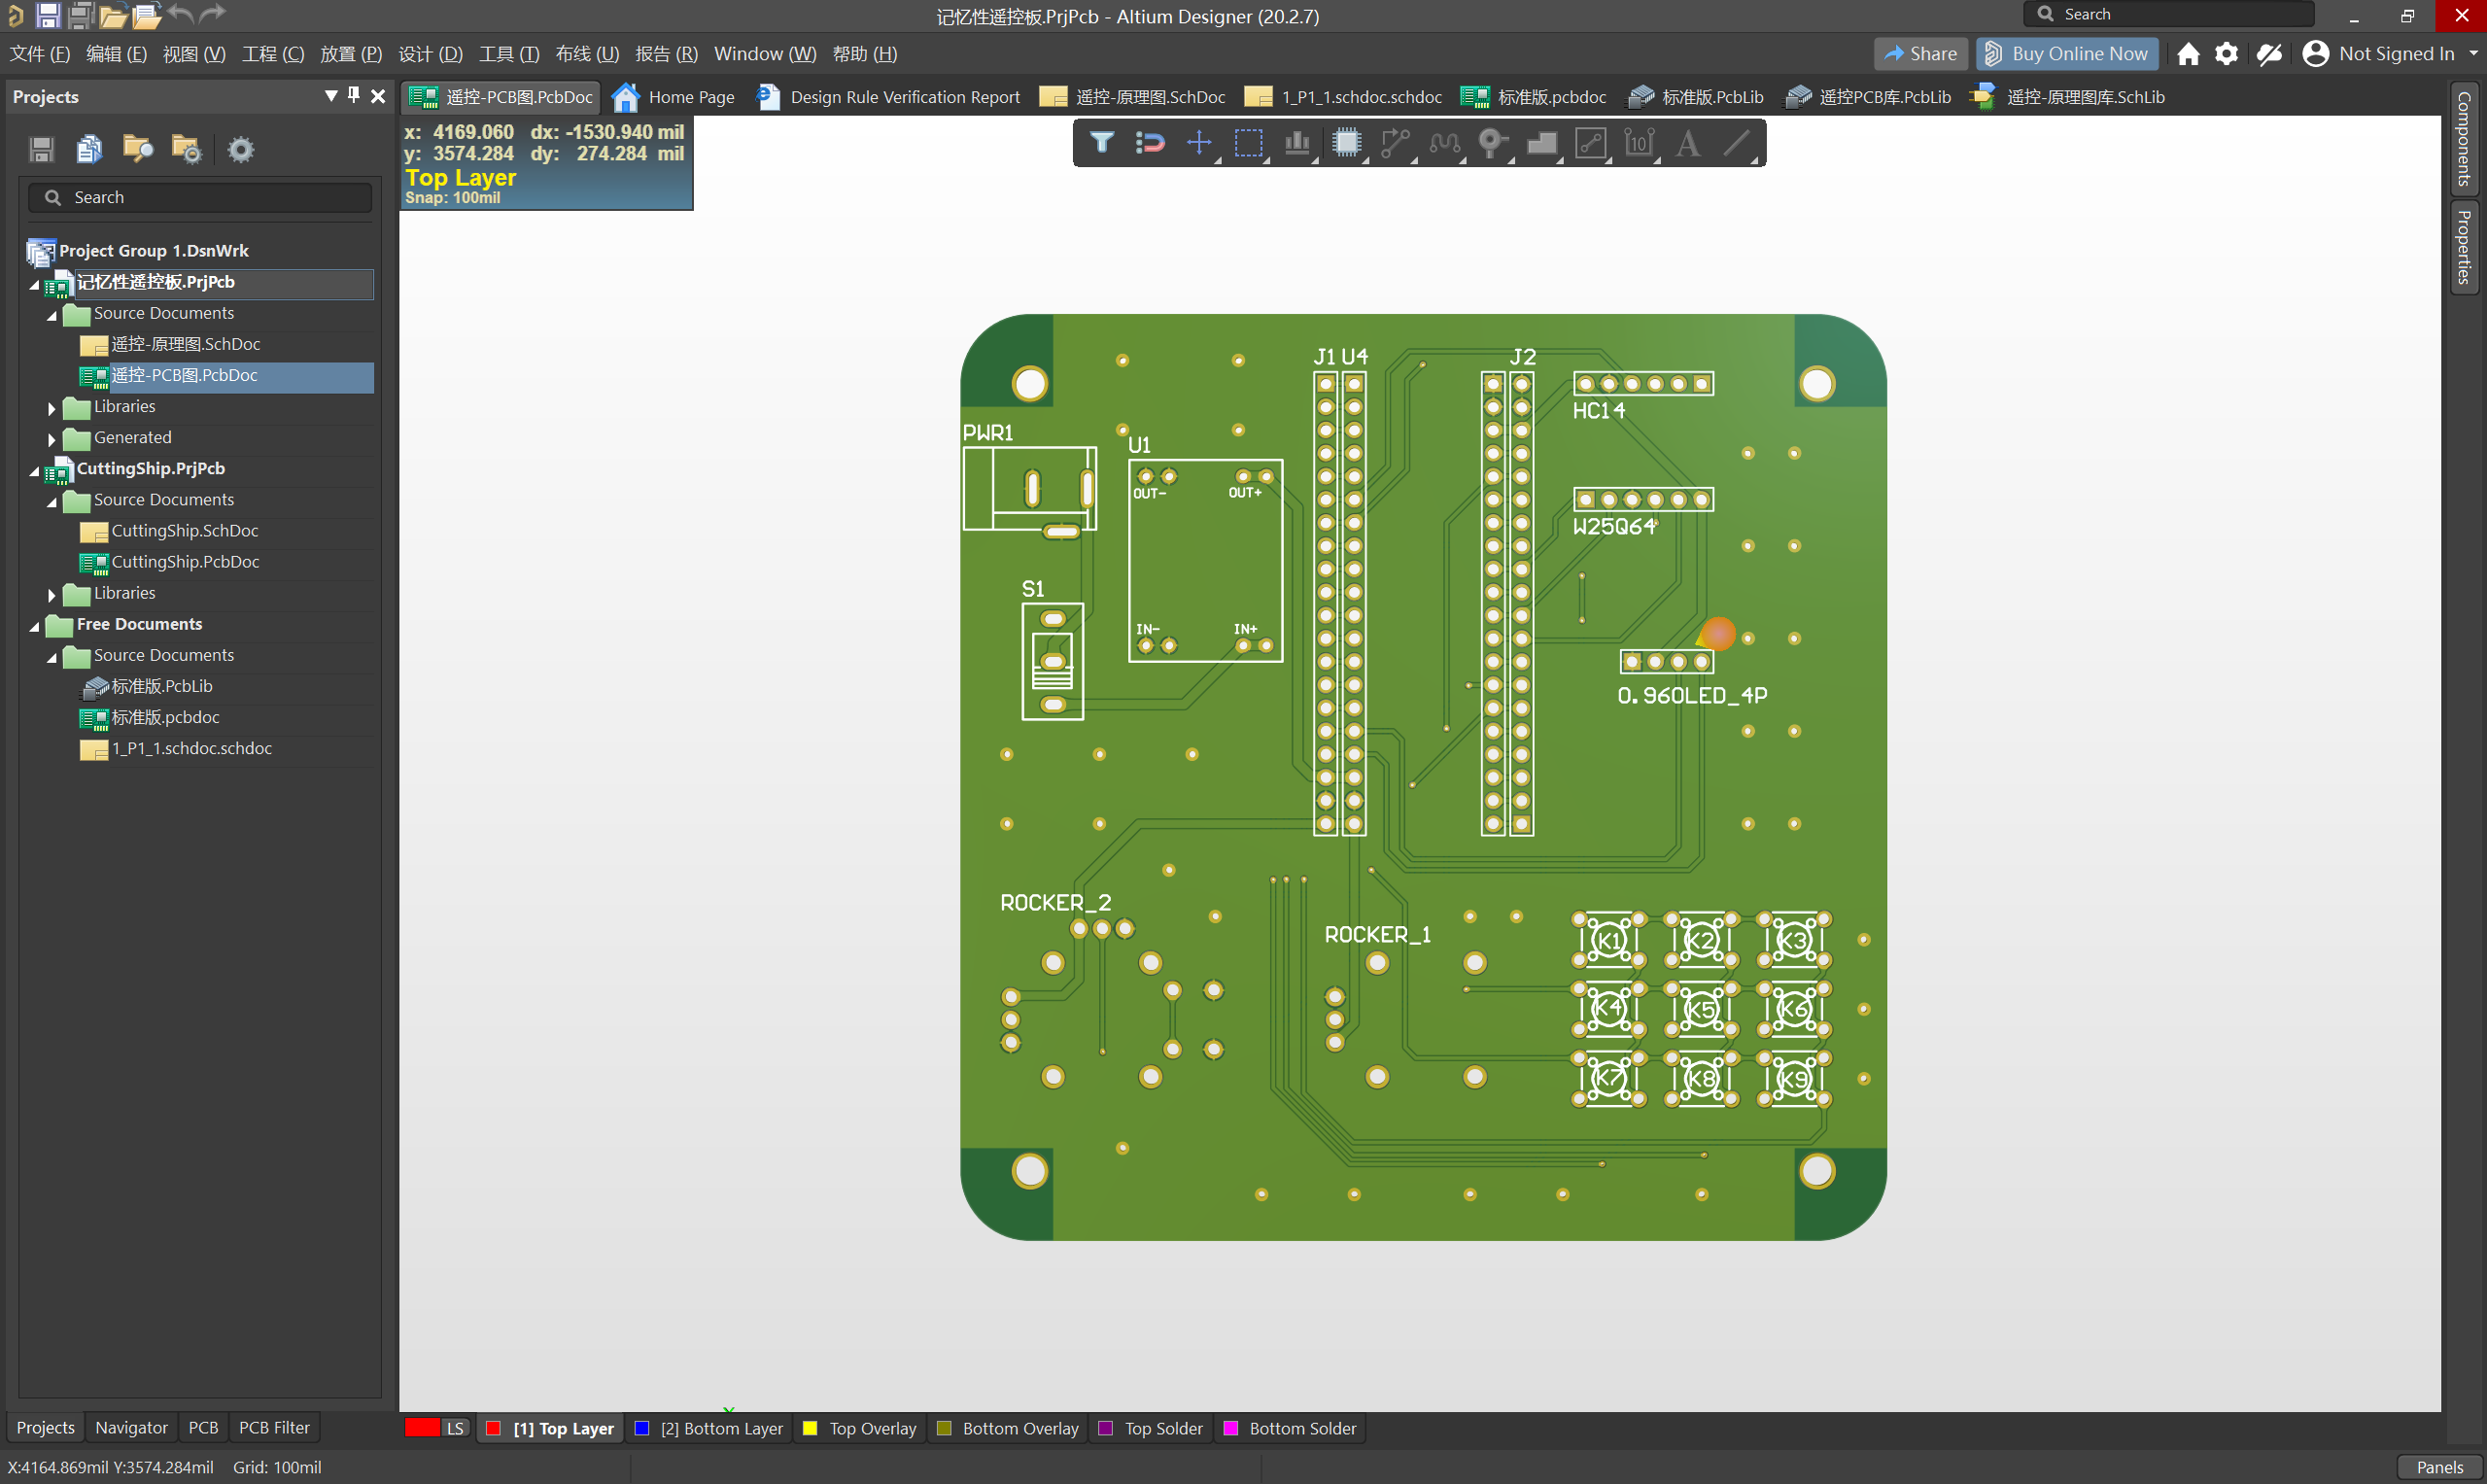 记忆性遥控板.PrjPcb - Altium Designer (20.2.7)
Search
文件 (F) 编辑 (E) 视图 (V) 工程 (C) 放置 (P) 设计 (D) 工具 (T) 布线 (U) 报告 (R) Window (W) 帮助 (H)
Share
Buy Online Now
Not Signed In
Projects
遥控-PCB图.PcbDoc
Home Page
Design Rule Verification Report
遥控-原理图.SchDoc
1_P1_1.schdoc.schdoc
标准版.pcbdoc
标准版.PcbLib
遥控PCB库.PcbLib
遥控-原理图库.SchLib
Components
Properties
x: 4169.060 dx: -1530.940 mil
y: 3574.284 dy: 274.284 mil
Top Layer
Snap: 100mil
10
A
Search
Project Group 1.DsnWrk
记忆性遥控板.PrjPcb
Source Documents
遥控-原理图.SchDoc
遥控-PCB图.PcbDoc
Libraries
Generated
CuttingShip.PrjPcb
Source Documents
CuttingShip.SchDoc
CuttingShip.PcbDoc
Libraries
Free Documents
Source Documents
标准版.PcbLib
标准版.pcbdoc
1_P1_1.schdoc.schdoc
J1 U4
J2
HC14
PWR1
U1
OUT-
OUT+
W25Q64
S1
IN-
IN+
0.96OLED_4P
ROCKER_2
ROCKER_1
K1 K2 K3
K4 K5 K6
K7 K8 K9
Projects
Navigator
PCB
PCB Filter
LS
[1] Top Layer
[2] Bottom Layer
Top Overlay
Bottom Overlay
Top Solder
Bottom Solder
X:4164.869mil Y:3574.284mil Grid: 100mil
Panels